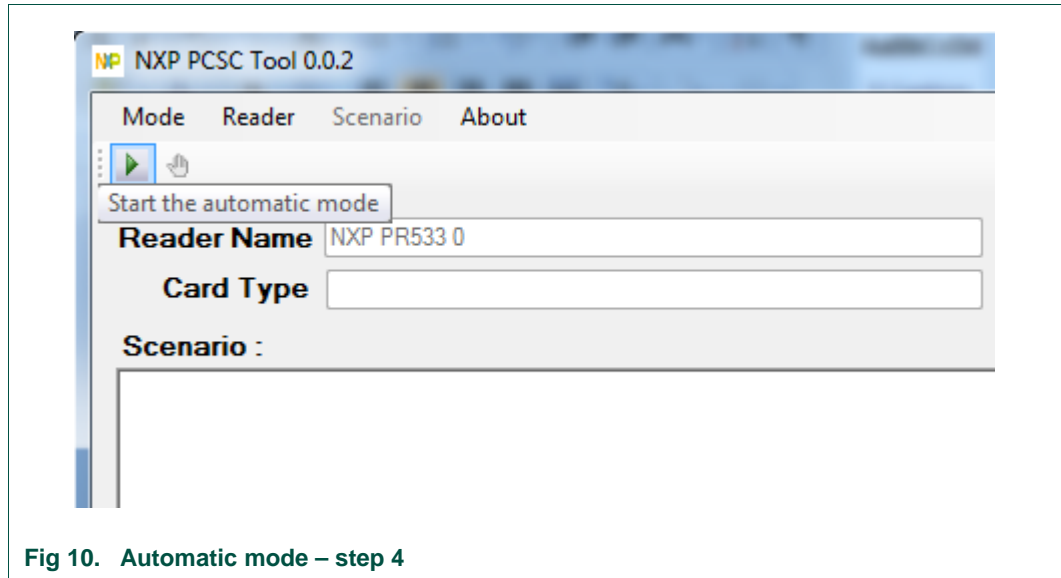 NXP PCSC Tool 0.0.2
Mode Reader Scenario About
Start the automatic mode
Reader Name NXP PR533 0
Card Type
Scenario :
Fig 10. Automatic mode – step 4